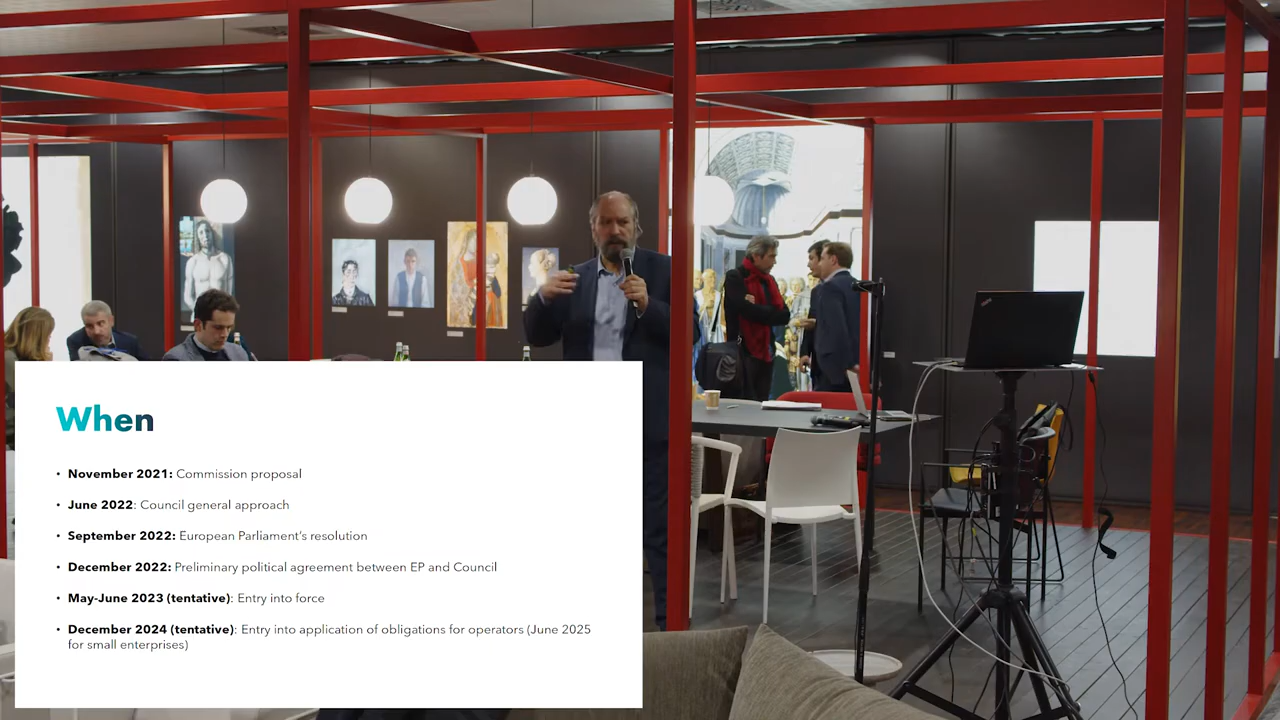 When
• November 2021: Commission proposal
• June 2022: Council general approach
• September 2022: European Parliament's resolution
• December 2022: Preliminary political agreement between EP and Council
• May-June 2023 (tentative): Entry into force
• December 2024 (tentative): Entry into application of obligations for operators (June 2025
for small enterprises)